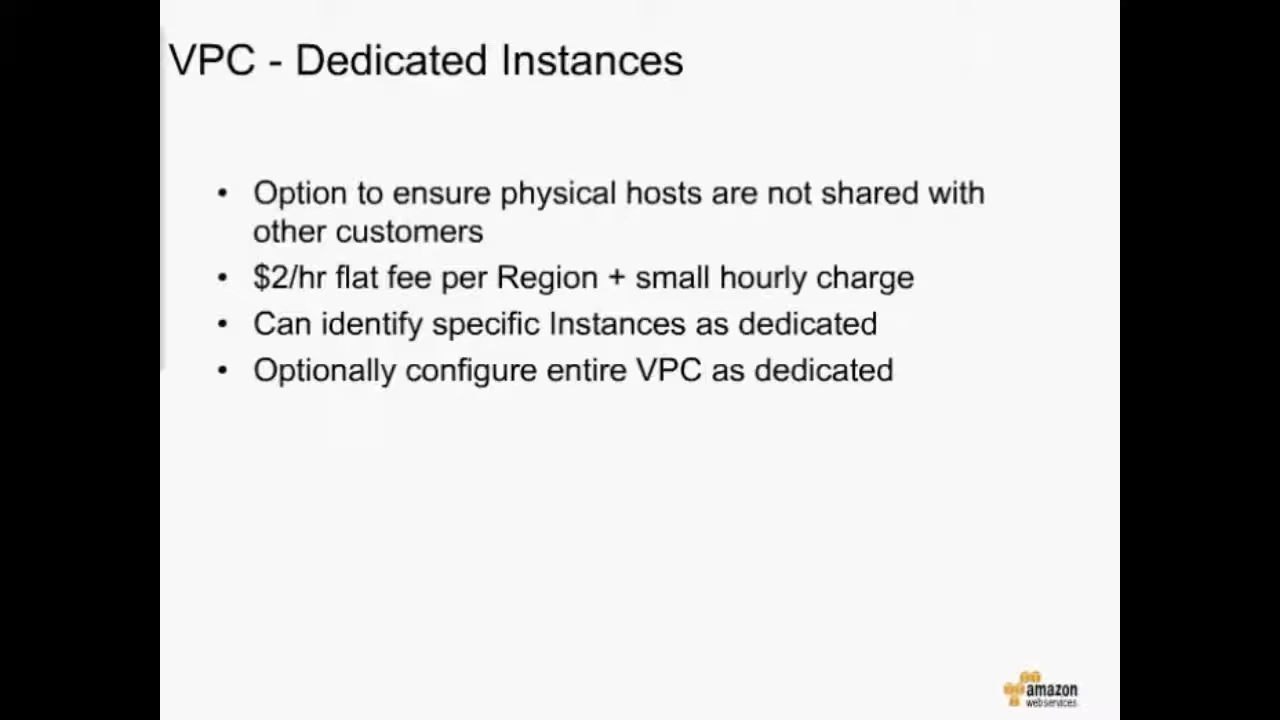 VPC - Dedicated Instances
• Option to ensure physical hosts are not shared with
other customers
• $2/hr flat fee per Region + small hourly charge
• Can identify specific Instances as dedicated
• Optionally configure entire VPC as dedicated
amazon
webservices